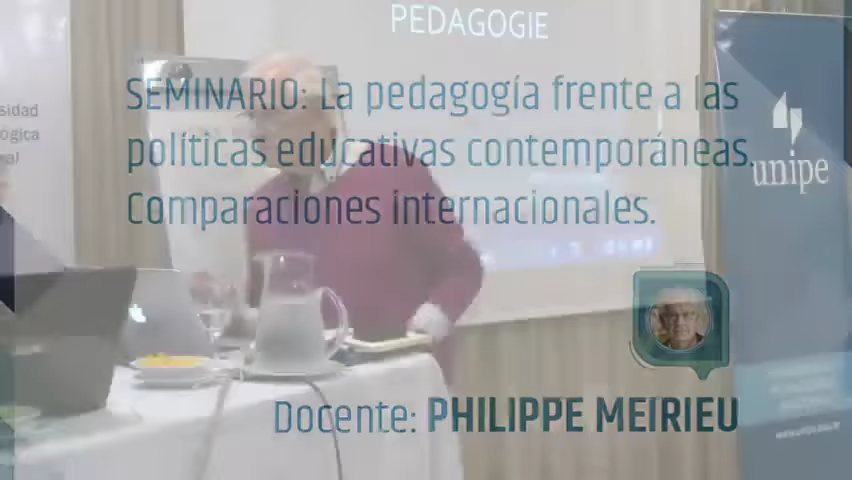 PEDAGOGIE
SEMINARIO: La pedagogía frente a las
políticas educativas contemporáneas.
Comparaciones internacionales.
unipe
Docente: PHILIPPE MEIRIEU